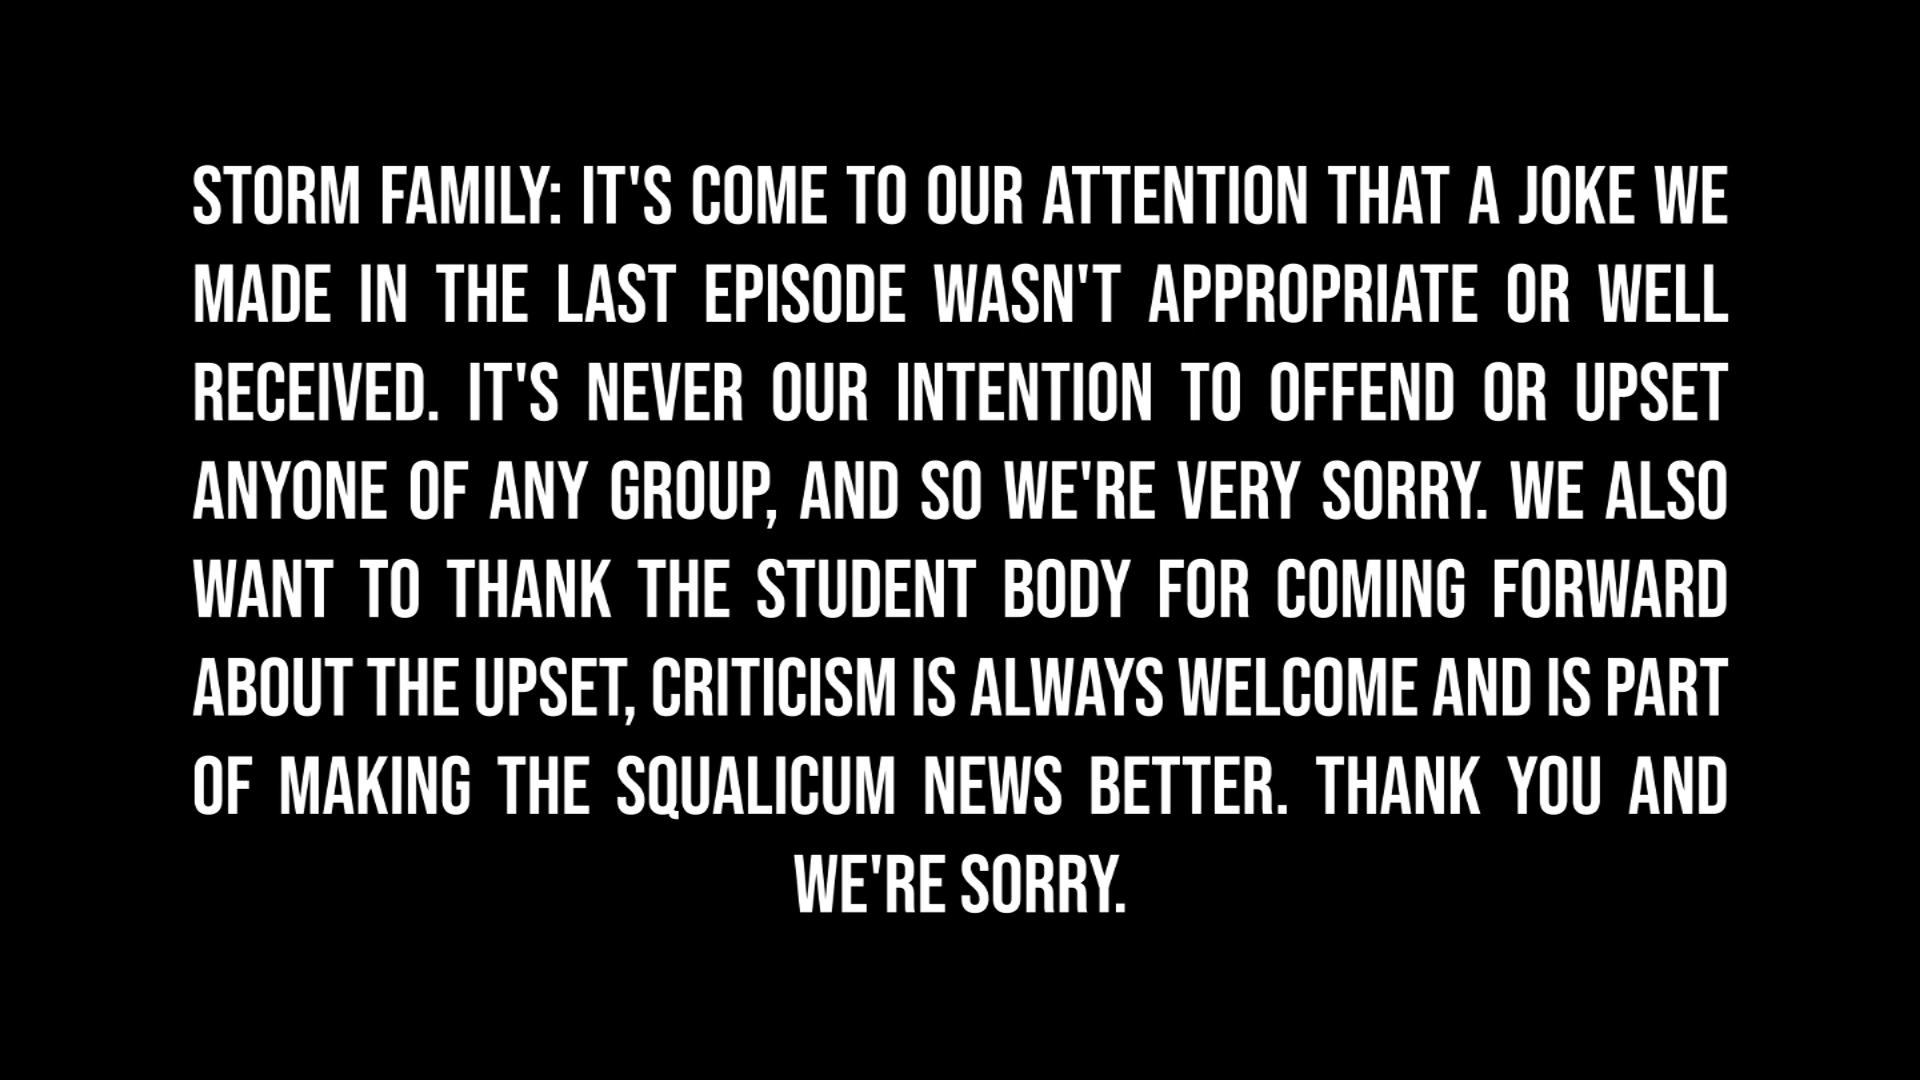 STORM FAMILY: IT'S COME TO OUR ATTENTION THAT A JOKE WE
MADE IN THE LAST EPISODE WASN'T APPROPRIATE OR WELL
RECEIVED. IT'S NEVER OUR INTENTION TO OFFEND OR UPSET
ANYONE OF ANY GROUP, AND SO WE'RE VERY SORRY. WE ALSO
WANT TO THANK THE STUDENT BODY FOR COMING FORWARD
ABOUT THE UPSET, CRITICISM IS ALWAYS WELCOME AND IS PART
OF MAKING THE SQUALICUM NEWS BETTER. THANK YOU AND
WE'RE SORRY.